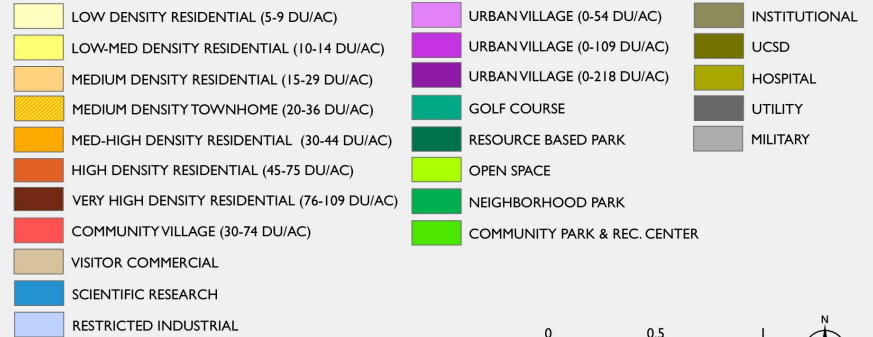 LOW DENSITY RESIDENTIAL (5-9 DU/AC)
LOW-MED DENSITY RESIDENTIAL (10-14 DU/AC)
MEDIUM DENSITY RESIDENTIAL (15-29 DU/AC)
MEDIUM DENSITY TOWNHOME (20-36 DU/AC)
MED-HIGH DENSITY RESIDENTIAL (30-44 DU/AC)
HIGH DENSITY RESIDENTIAL (45-75 DU/AC)
VERY HIGH DENSITY RESIDENTIAL (76-109 DU/AC)
COMMUNITY VILLAGE (30-74 DU/AC)
VISITOR COMMERCIAL
SCIENTIFIC RESEARCH
RESTRICTED INDUSTRIAL
URBAN VILLAGE (0-54 DU/AC)
URBAN VILLAGE (0-109 DU/AC)
URBAN VILLAGE (0-218 DU/AC)
GOLF COURSE
RESOURCE BASED PARK
OPEN SPACE
NEIGHBORHOOD PARK
COMMUNITY PARK & REC. CENTER
INSTITUTIONAL
UCSD
HOSPITAL
UTILITY
MILITARY
0 0.5 1
N